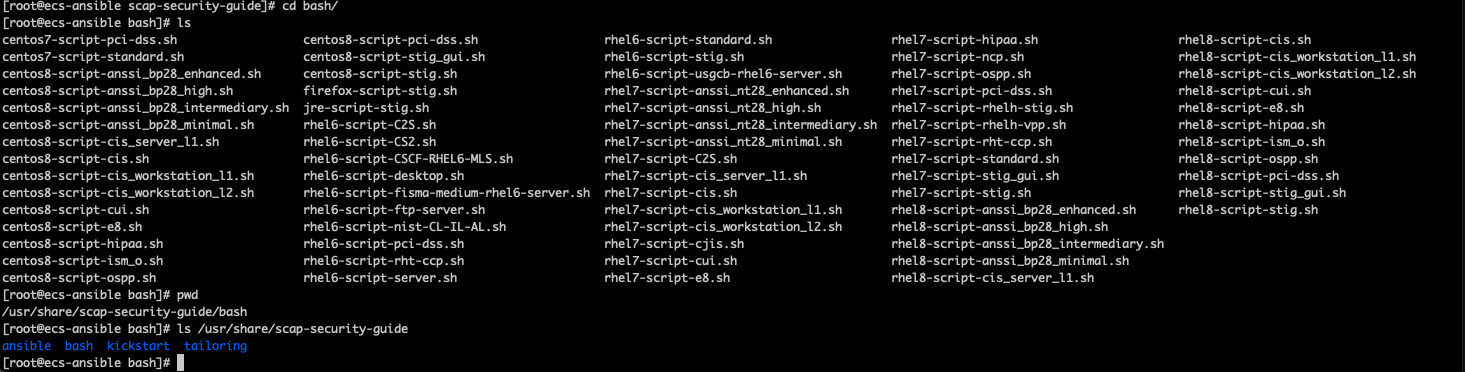 [root@ecs-ansible scap-security-guide]# cd bash/
[root@ecs-ansible bash]# ls
centos7-script-pci-dss.sh centos8-script-pci-dss.sh rhel6-script-standard.sh rhel7-script-hipaa.sh rhel8-script-cis.sh
centos7-script-standard.sh centos8-script-stig_gui.sh rhel6-script-stig.sh rhel7-script-ncp.sh rhel8-script-cis_workstation_l1.sh
centos8-script-anssi_bp28_enhanced.sh centos8-script-stig.sh rhel6-script-usgcb-rhel6-server.sh rhel7-script-ospp.sh rhel8-script-cis_workstation_l2.sh
centos8-script-anssi_bp28_high.sh firefox-script-stig.sh rhel7-script-anssi_nt28_enhanced.sh rhel7-script-pci-dss.sh rhel8-script-cui.sh
centos8-script-anssi_bp28_intermediary.sh jre-script-stig.sh rhel7-script-anssi_nt28_high.sh rhel7-script-rhelh-stig.sh rhel8-script-e8.sh
centos8-script-anssi_bp28_minimal.sh rhel6-script-C2S.sh rhel7-script-anssi_nt28_intermediary.sh rhel7-script-rhelh-vpp.sh rhel8-script-hipaa.sh
centos8-script-cis_server_l1.sh rhel6-script-CS2.sh rhel7-script-anssi_nt28_minimal.sh rhel7-script-rht-ccp.sh rhel8-script-ism_o.sh
centos8-script-cis.sh rhel6-script-CSCF-RHEL6-MLS.sh rhel7-script-C2S.sh rhel7-script-standard.sh rhel8-script-ospp.sh
centos8-script-cis_workstation_l1.sh rhel6-script-desktop.sh rhel7-script-cis_server_l1.sh rhel7-script-stig_gui.sh rhel8-script-pci-dss.sh
centos8-script-cis_workstation_l2.sh rhel6-script-fisma-medium-rhel6-server.sh rhel7-script-cis.sh rhel7-script-stig.sh rhel8-script-stig_gui.sh
centos8-script-cui.sh rhel6-script-ftp-server.sh rhel7-script-cis_workstation_l1.sh rhel8-script-anssi_bp28_enhanced.sh rhel8-script-stig.sh
centos8-script-e8.sh rhel6-script-nist-CL-IL-AL.sh rhel7-script-cis_workstation_l2.sh rhel8-script-anssi_bp28_high.sh
centos8-script-hipaa.sh rhel6-script-pci-dss.sh rhel7-script-cjis.sh rhel8-script-anssi_bp28_intermediary.sh
centos8-script-ism_o.sh rhel6-script-rht-ccp.sh rhel7-script-cui.sh rhel8-script-anssi_bp28_minimal.sh
centos8-script-ospp.sh rhel6-script-server.sh rhel7-script-e8.sh rhel8-script-cis_server_l1.sh
[root@ecs-ansible bash]# pwd
/usr/share/scap-security-guide/bash
[root@ecs-ansible bash]# ls /usr/share/scap-security-guide
ansible bash kickstart tailoring
[root@ecs-ansible bash]#